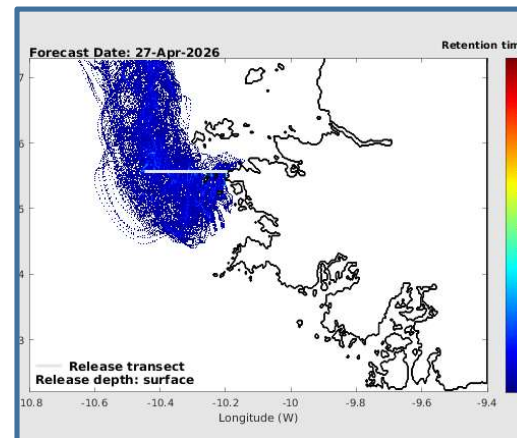 Forecast Date: 27-Apr-2026
Retention tim
7
6
5
4
3
Release transect
Release depth: surface
10.8
-10.6
-10.4
-10.2
-10
-9.8
-9.6
-9.4
Longitude (W)